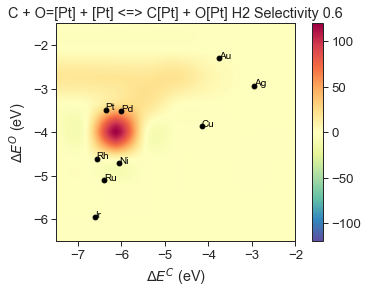 C + O=[Pt] + [Pt] <=> C[Pt] + O[Pt] H2 Selectivity 0.6
−2
−3
−4
−5
−6
ΔE^O (eV)
Au
Ag
Pt
Pd
Cu
Rh
Ni
Ru
Ir
−7
−6
−5
−4
−3
−2
ΔE^C (eV)
100
50
0
−50
−100